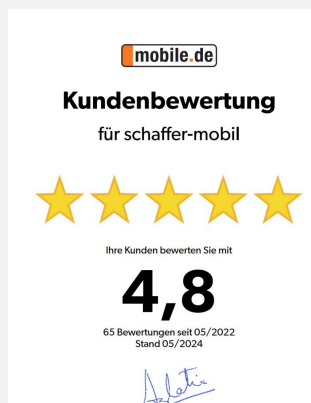 mobile.de
Kundenbewertung
für schaffer-mobil
Ihre Kunden bewerten Sie mit
4,8
65 Bewertungen seit 05/2022
Stand 05/2024